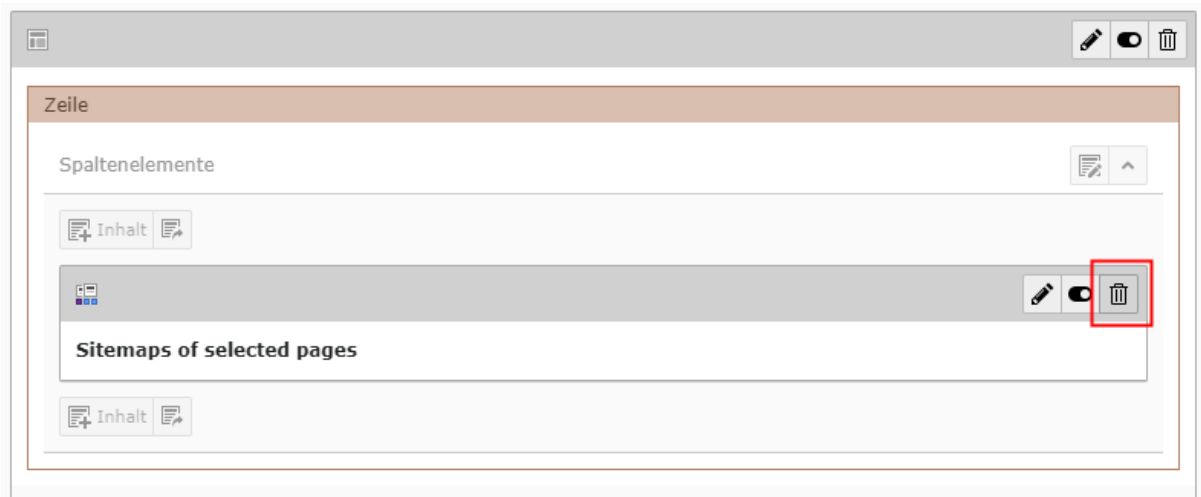 Zeile
Spaltenelemente
Inhalt
Sitemaps of selected pages
Inhalt